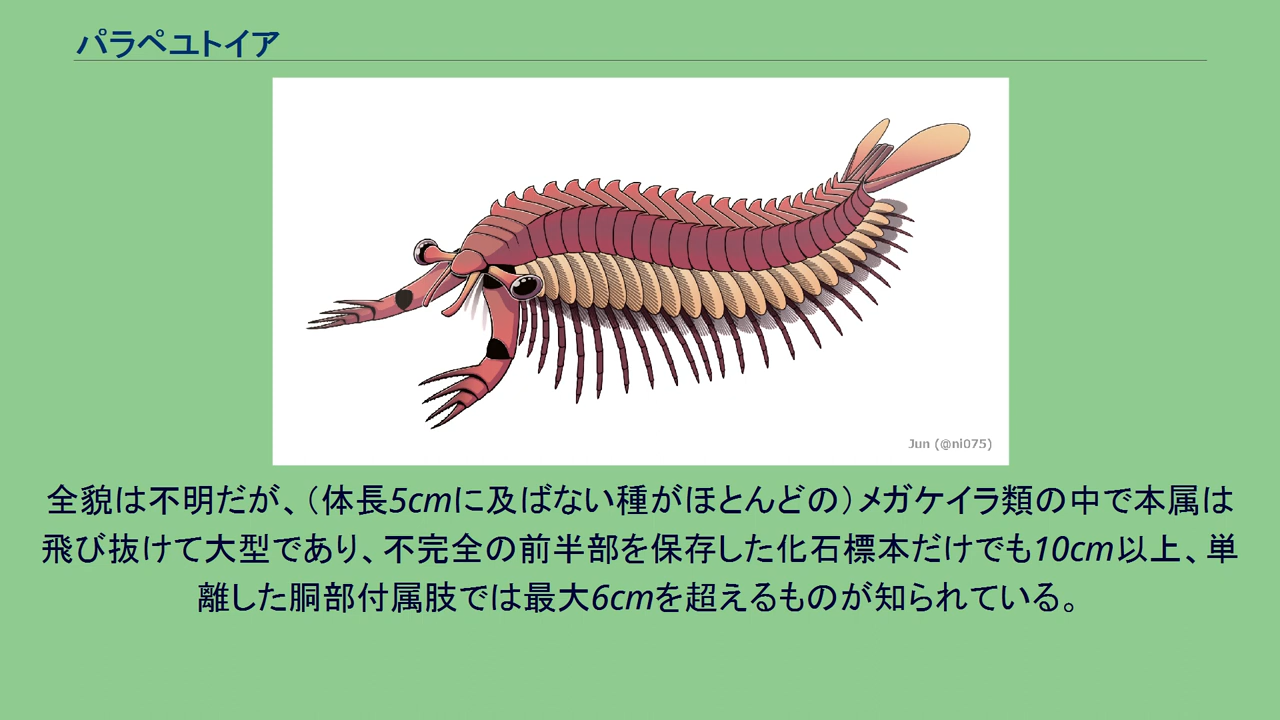 パラペユトイア
Jun (@ni075)
全貌は不明だが、（体長5cmに及ばない種がほとんどの）メガケイラ類の中で本属は
飛び抜けて大型であり、不完全の前半部を保存した化石標本だけでも10cm以上、単
離した胴部付属肢では最大6cmを超えるものが知られている。